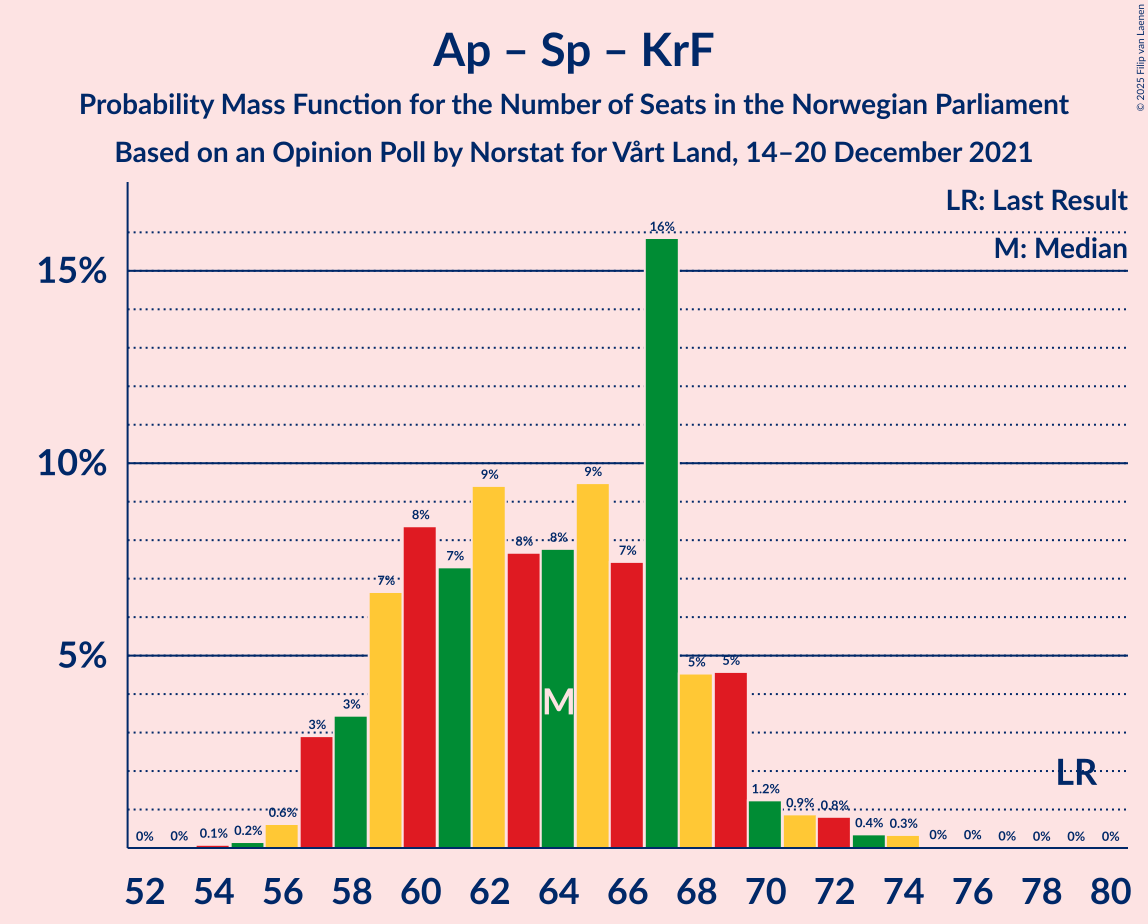 Ap – Sp – KrF
Probability Mass Function for the Number of Seats in the Norwegian Parliament
Based on an Opinion Poll by Norstat for Vårt Land, 14–20 December 2021
© 2025 Filip van Laenen
LR: Last Result
M: Median
16%
15%
10%
9% 9%
8%
7% 8% 8% 7%
7%
5%
5% 5%
3% M
3%
LR
1.2%
0.9% 0.8%
0.6% 0.4% 0.3%
0% 0% 0.1% 0.2% 0% 0% 0% 0% 0% 0%
52 54 56 58 60 62 64 66 68 70 72 74 76 78 80